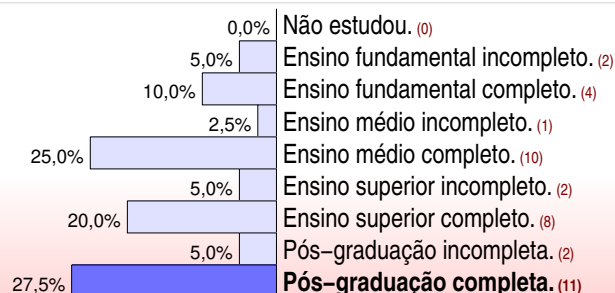 0,0% Não estudou. (0)
5,0% Ensino fundamental incompleto. (2)
10,0% Ensino fundamental completo. (4)
2,5% Ensino médio incompleto. (1)
25,0% Ensino médio completo. (10)
5,0% Ensino superior incompleto. (2)
20,0% Ensino superior completo. (8)
5,0% Pós−graduação incompleta. (2)
27,5% Pós−graduação completa. (11)